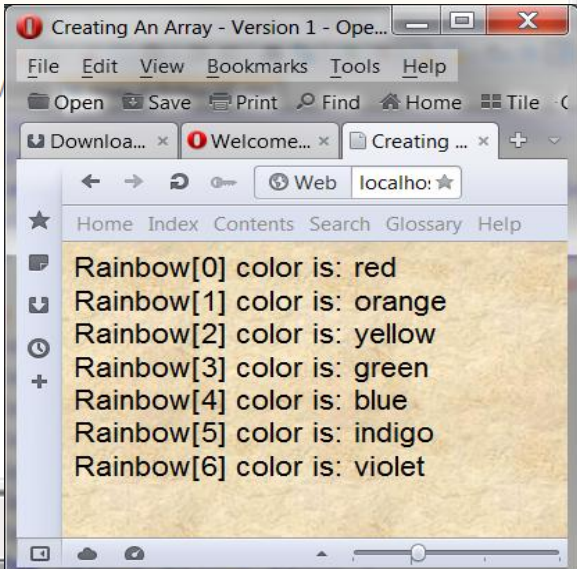 Creating An Array - Version 1 - Ope...
File Edit View Bookmarks Tools Help
Open Save Print Find Home Tile
Downloa... Welcome... Creating ...
Web localho:
Home Index Contents Search Glossary Help
Rainbow[0] color is: red
Rainbow[1] color is: orange
Rainbow[2] color is: yellow
Rainbow[3] color is: green
Rainbow[4] color is: blue
Rainbow[5] color is: indigo
Rainbow[6] color is: violet